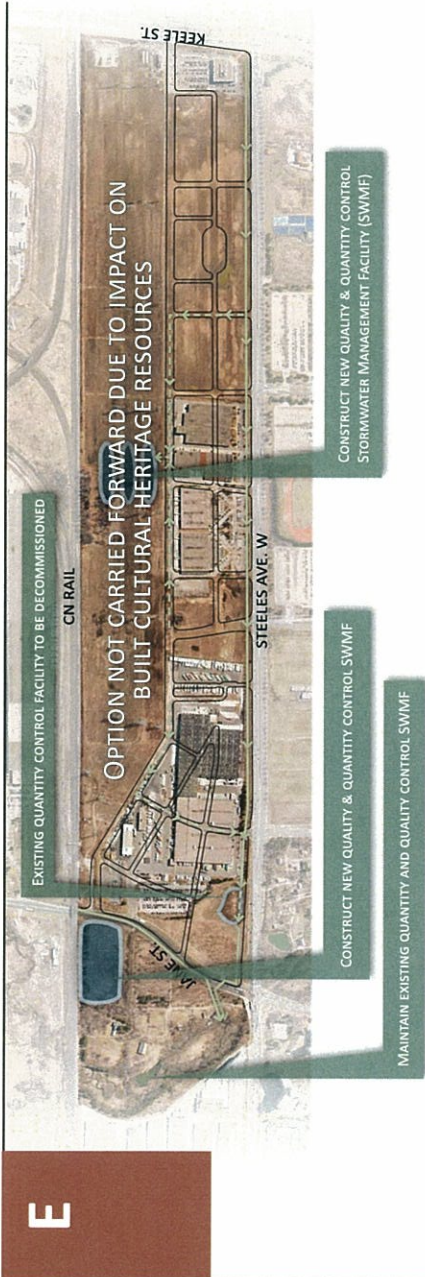 E
EXISTING QUANTITY CONTROL FACILITY TO BE DECOMMISSIONED
CN RAIL
KEELE ST.
OPTION NOT CARRIED FORWARD DUE TO IMPACT ON
BUILT CULTURAL HERITAGE RESOURCES
JANE ST.
STEELES AVE. W
CONSTRUCT NEW QUALITY & QUANTITY CONTROL
STORMWATER MANAGEMENT FACILITY (SWMF)
CONSTRUCT NEW QUALITY & QUANTITY CONTROL SWMF
MAINTAIN EXISTING QUANTITY AND QUALITY CONTROL SWMF